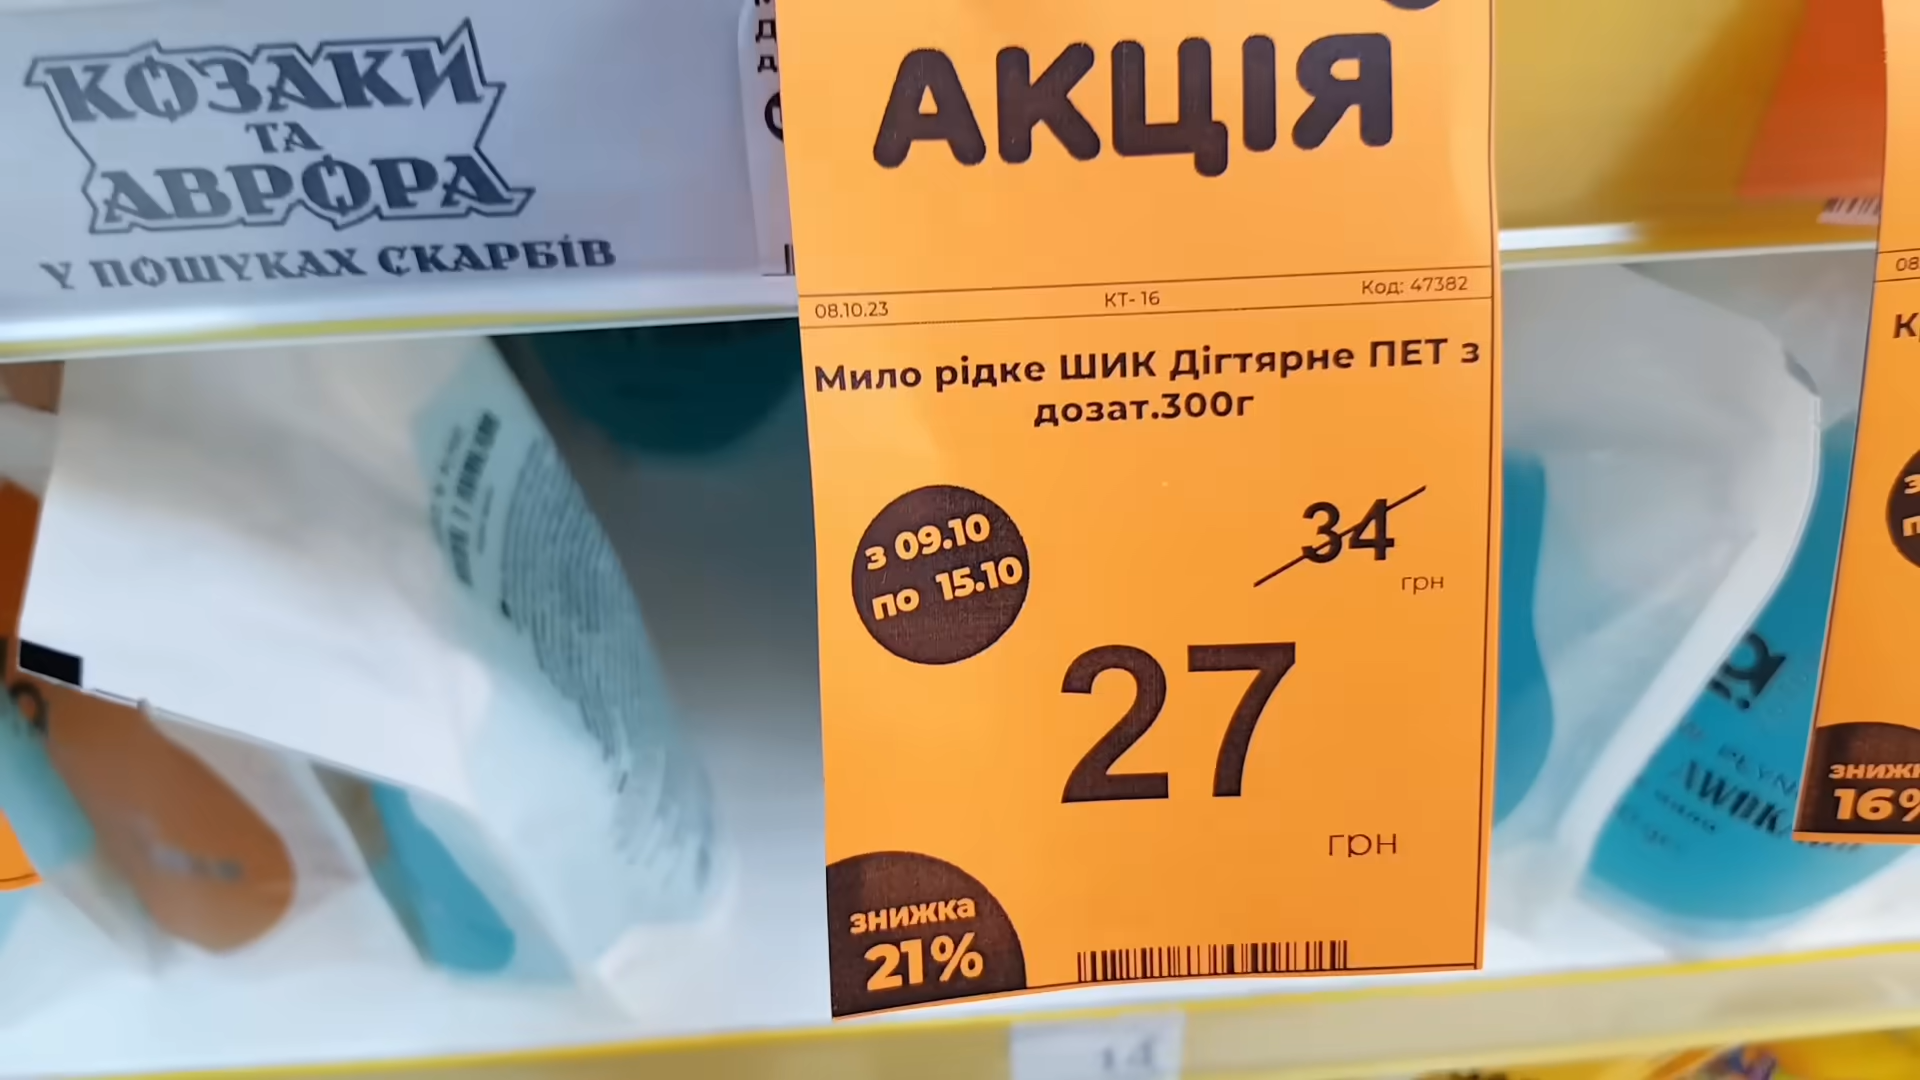 КОЗАКИ
ТА
АВРОРА
У ПОШУКАХ СКАРБІВ
АКЦІЯ
08.10.23 КТ- 16 Код: 47382
Мило рідке ШИК Дігтярне ПЕТ з
дозат.300г
з 09.10
по 15.10
34
грн
27
грн
знижка
21%
08
16%